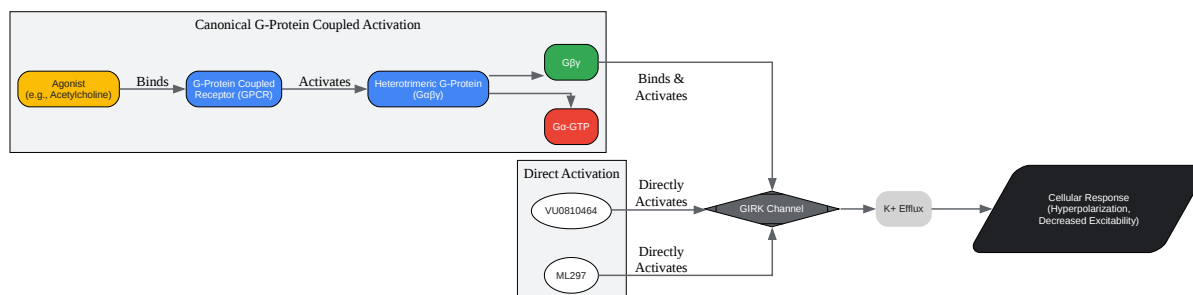 Canonical G-Protein Coupled Activation
Agonist
(e.g., Acetylcholine)
Binds
G-Protein Coupled
Receptor (GPCR)
Activates
Heterotrimeric G-Protein
(Gαβγ)
Gβγ
Gα-GTP
Binds &
Activates
Direct Activation
VU0810464
Directly
Activates
ML297
Directly
Activates
GIRK Channel
K+ Efflux
Cellular Response
(Hyperpolarization,
Decreased Excitability)